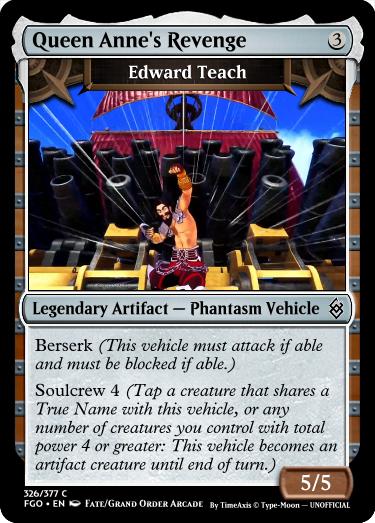 Queen Anne's Revenge 3
Edward Teach
Legendary Artifact — Phantasm Vehicle
Berserk (This vehicle must attack if able
and must be blocked if able.)
Soulcrew 4 (Tap a creature that shares a
True Name with this vehicle, or any
number of creatures you control with total
power 4 or greater: This vehicle becomes an
artifact creature until end of turn.)
5/5
326/377 C
FGO • EN Fate/Grand Order Arcade By TimeAxis © Type-Moon — UNOFFICIAL